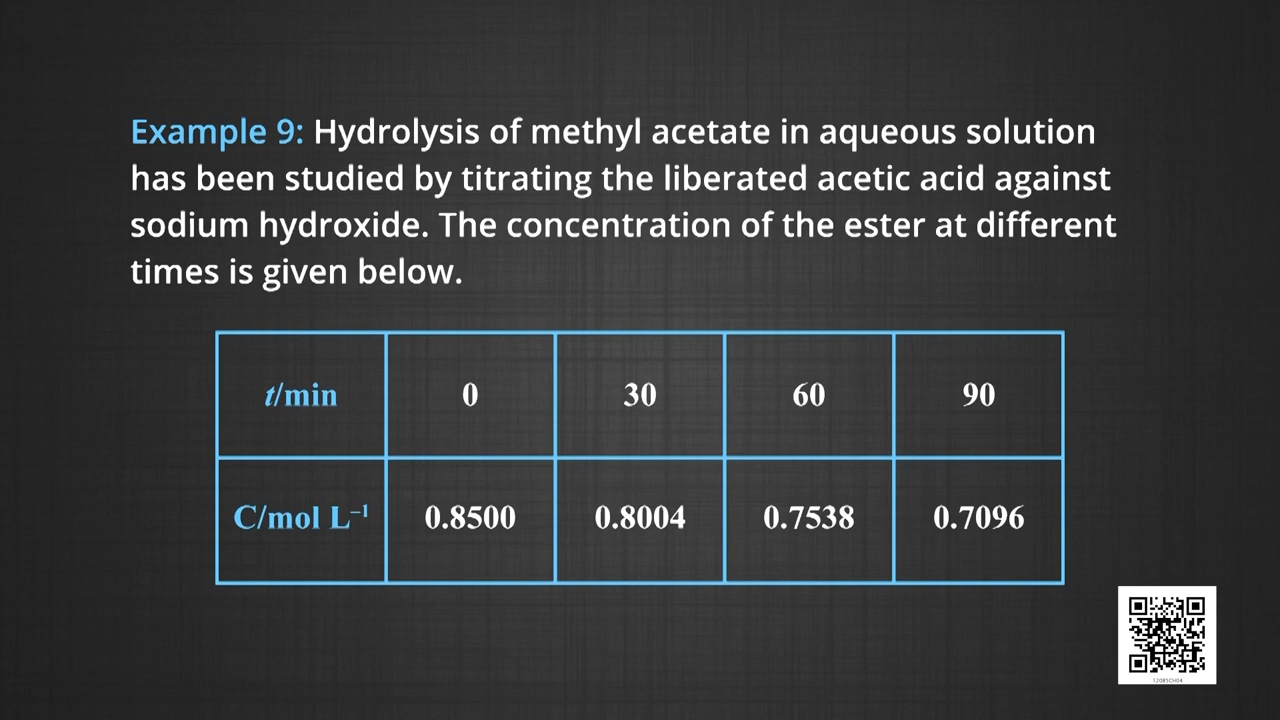 Example 9: Hydrolysis of methyl acetate in aqueous solution
has been studied by titrating the liberated acetic acid against
sodium hydroxide. The concentration of the ester at different
times is given below.
t/min 0 30 60 90
C/mol L⁻¹ 0.8500 0.8004 0.7538 0.7096
12085CH04